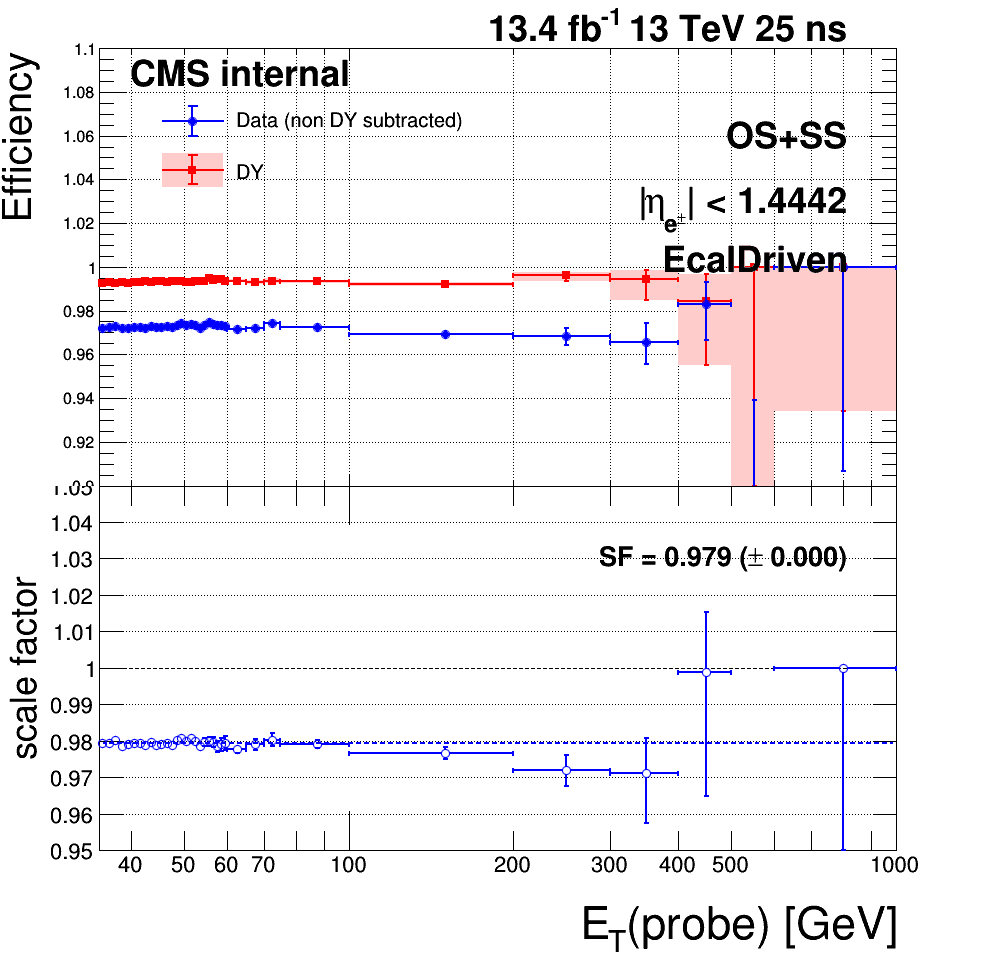 13.4 fb⁻¹ 13 TeV 25 ns
Efficiency
1.1
1.08
1.06
1.04
1.02
1
0.98
0.96
0.94
0.92
CMS internal
Data (non DY subtracted)
DY
OS+SS
|η_e±| < 1.4442
EcalDriven
scale factor
1.04
1.03
1.02
1.01
1
0.99
0.98
0.97
0.96
0.95
SF = 0.979 (± 0.000)
40 50 60 70 100 200 300 400 500 1000
E_T(probe) [GeV]